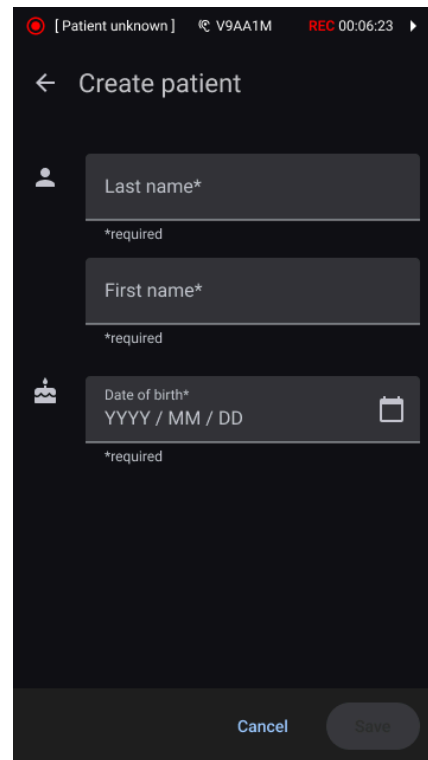 [ Patient unknown ] V9AA1M REC 00:06:23
Create patient
Last name*
*required
First name*
*required
Date of birth*
YYYY / MM / DD
*required
Cancel Save